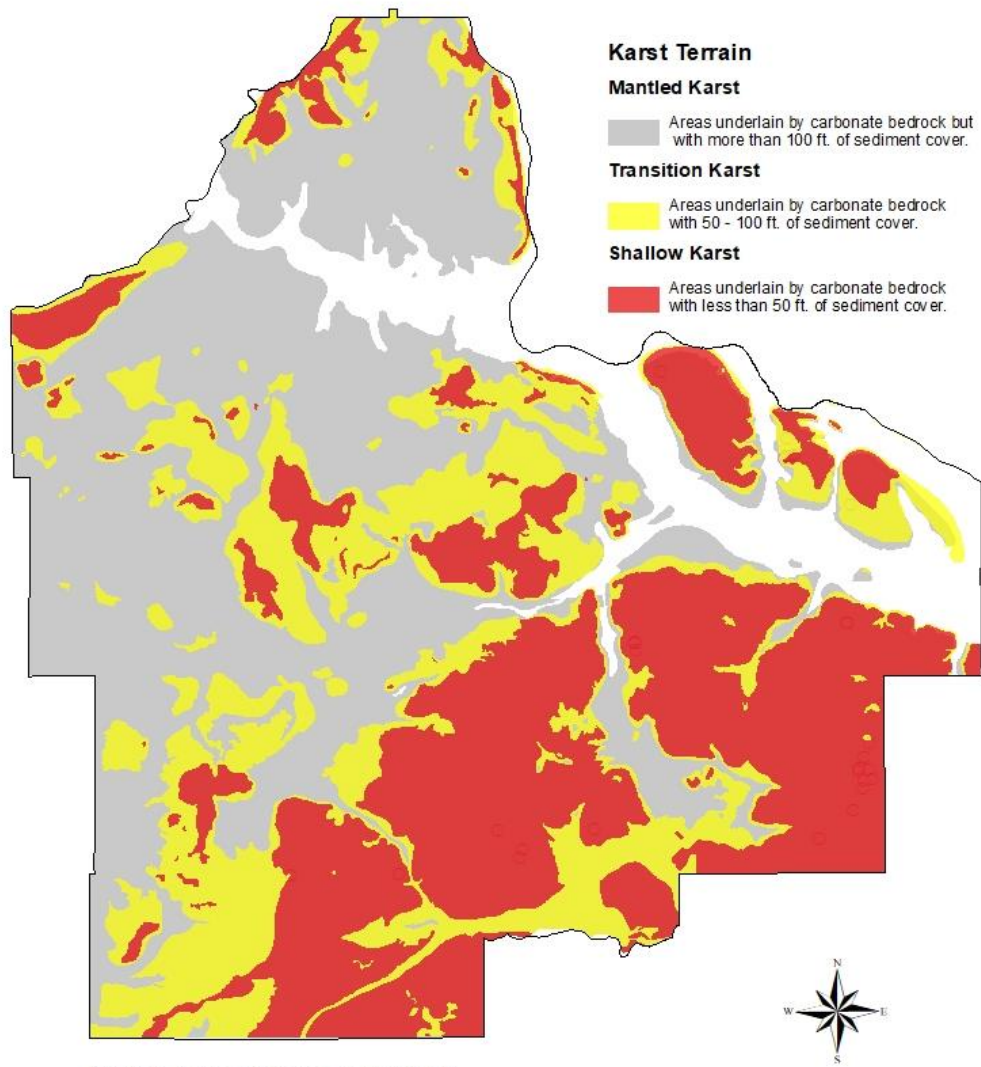 Karst Terrain
Mantled Karst
Areas underlain by carbonate bedrock but
with more than 100 ft. of sediment cover.
Transition Karst
Areas underlain by carbonate bedrock
with 50 - 100 ft. of sediment cover.
Shallow Karst
Areas underlain by carbonate bedrock
with less than 50 ft. of sediment cover.
N
W
E
S